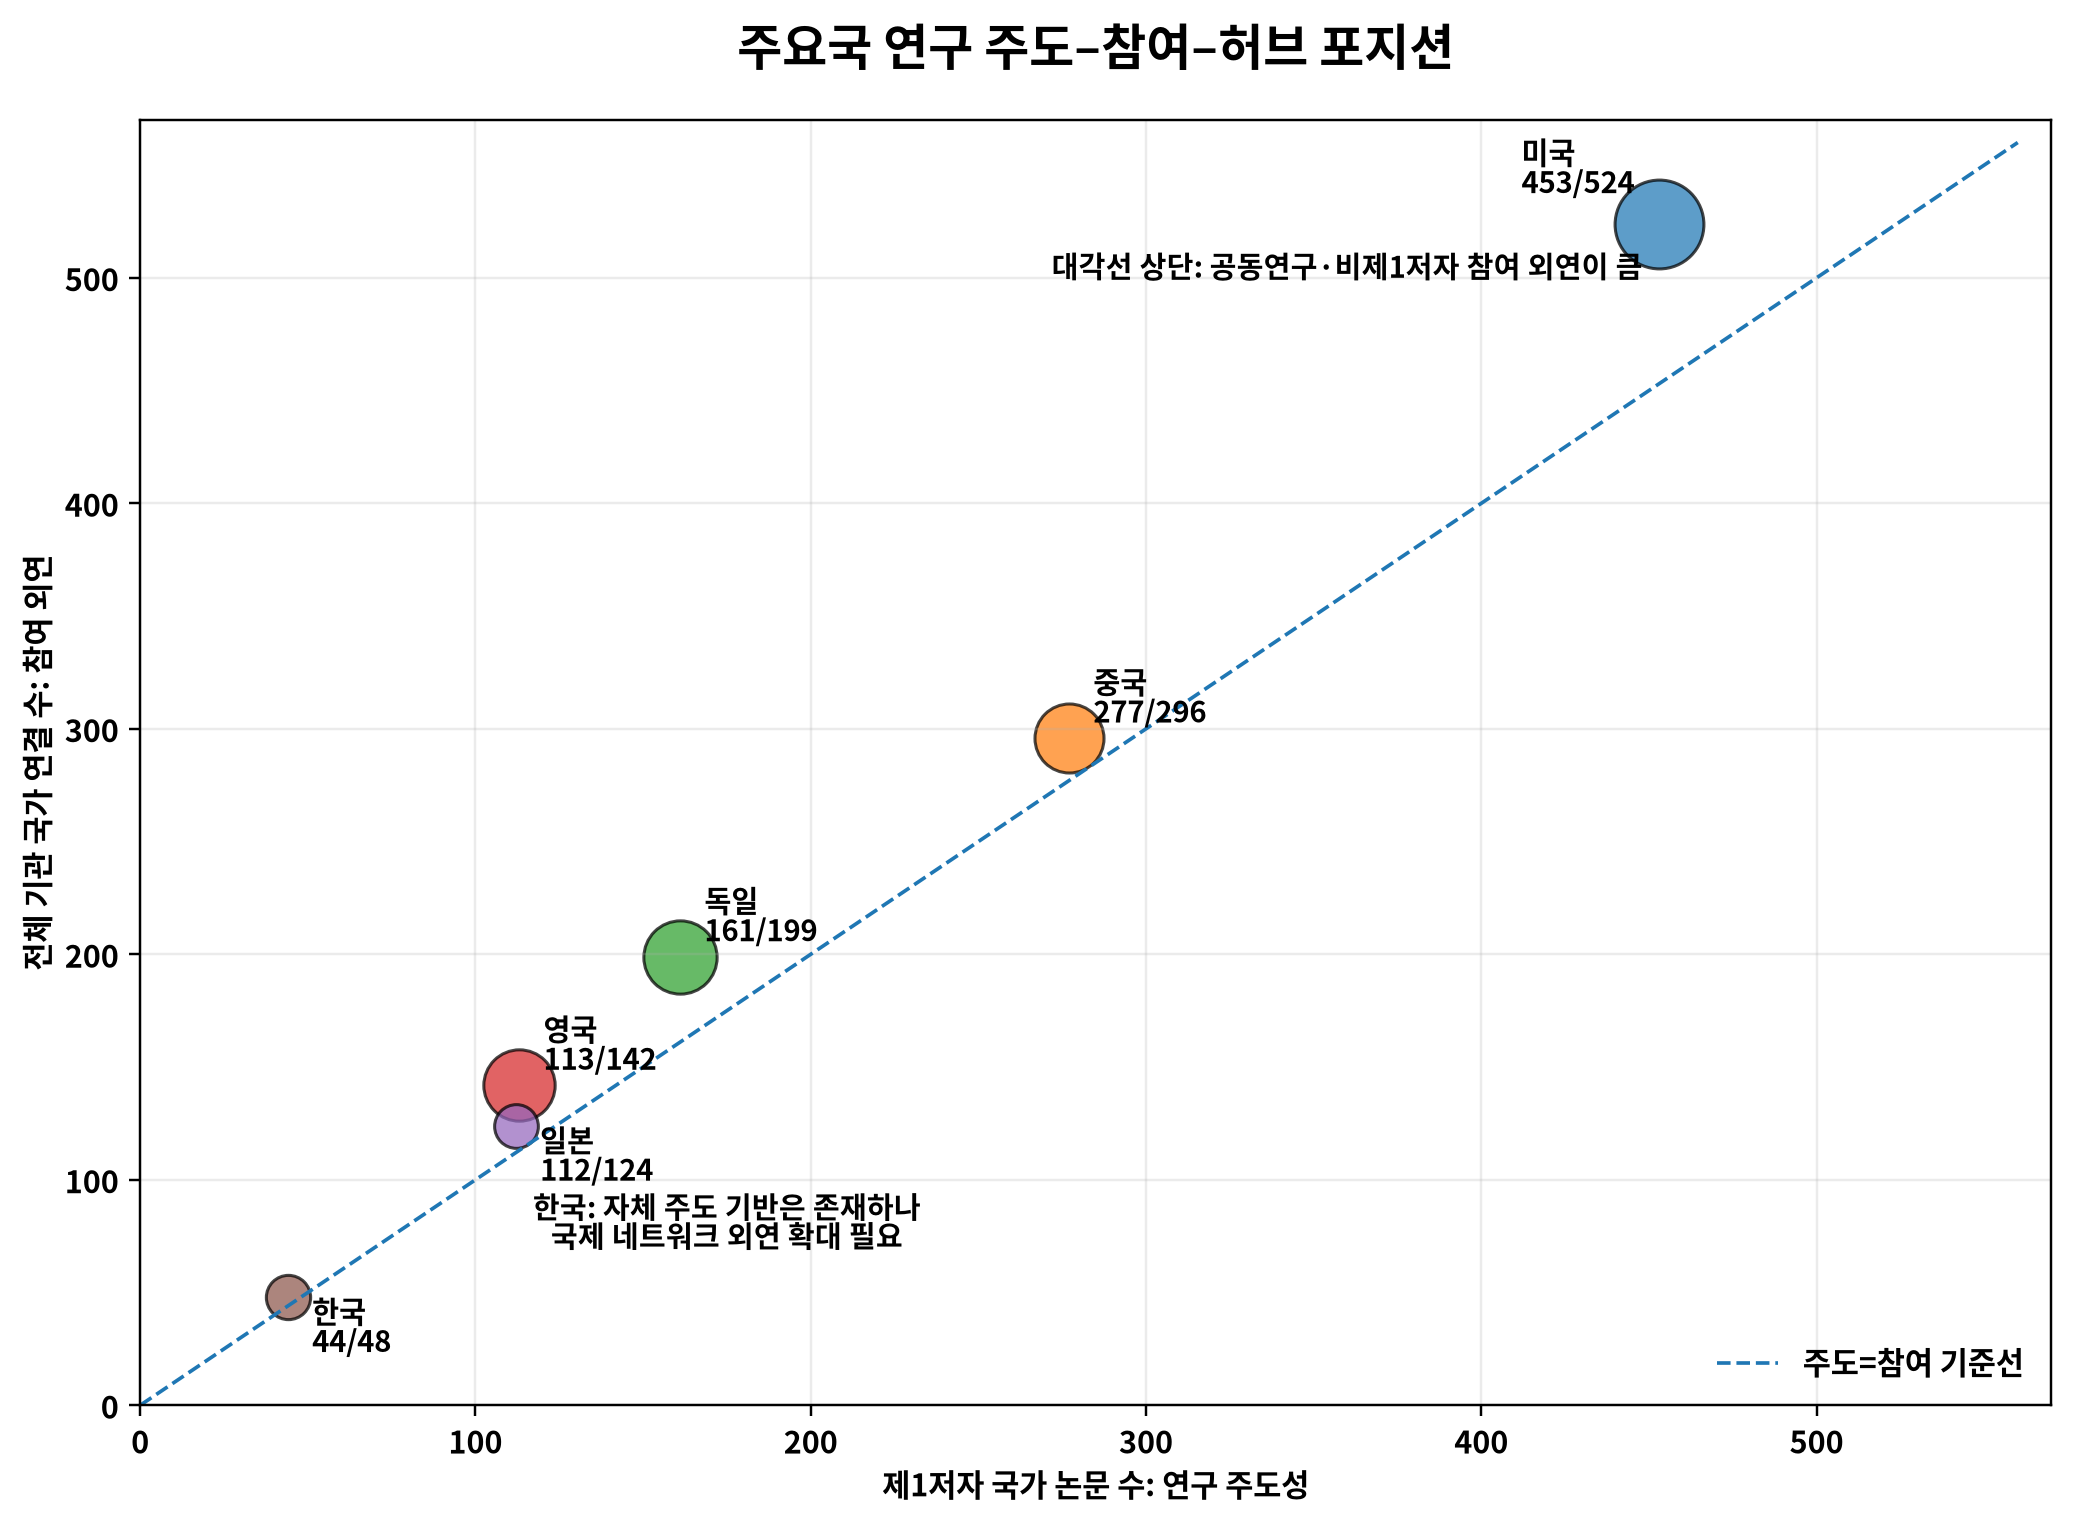 주요국 연구 주도–참여–허브 포지션
미국
453/524
대각선 상단: 공동연구·비제1저자 참여 외연이 큼
중국
277/296
독일
161/199
영국
113/142
일본
112/124
한국: 자체 주도 기반은 존재하나
국제 네트워크 외연 확대 필요
한국
44/48
주도=참여 기준선
전체 기관 국가 연결 수: 참여 외연
500
400
300
200
100
0
0 100 200 300 400 500
제1저자 국가 논문 수: 연구 주도성